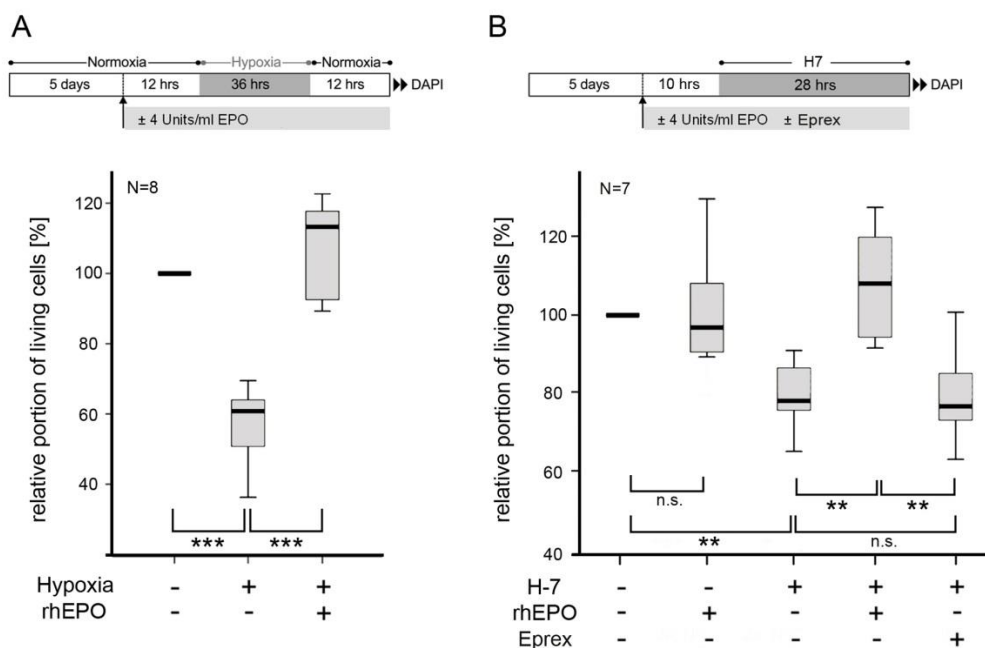 A
Normoxia Hypoxia Normoxia
5 days 12 hrs 36 hrs 12 hrs DAPI
± 4 Units/ml EPO
N=8
relative portion of living cells [%]
120
100
80
60
40
*** ***
Hypoxia - + +
rhEPO - - +
B
H7
5 days 10 hrs 28 hrs DAPI
± 4 Units/ml EPO ± Eprex
N=7
relative portion of living cells [%]
120
100
80
60
40
n.s. ** **
** n.s.
H-7 - - + + +
rhEPO - + - + -
Eprex - - - - +